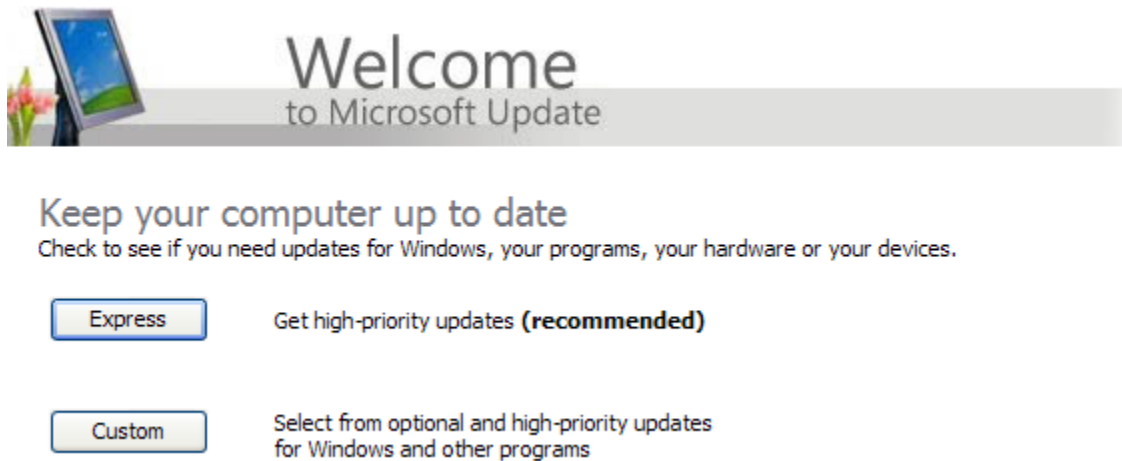 Welcome
to Microsoft Update
Keep your computer up to date
Check to see if you need updates for Windows, your programs, your hardware or your devices.
Express
Get high-priority updates (recommended)
Custom
Select from optional and high-priority updates
for Windows and other programs